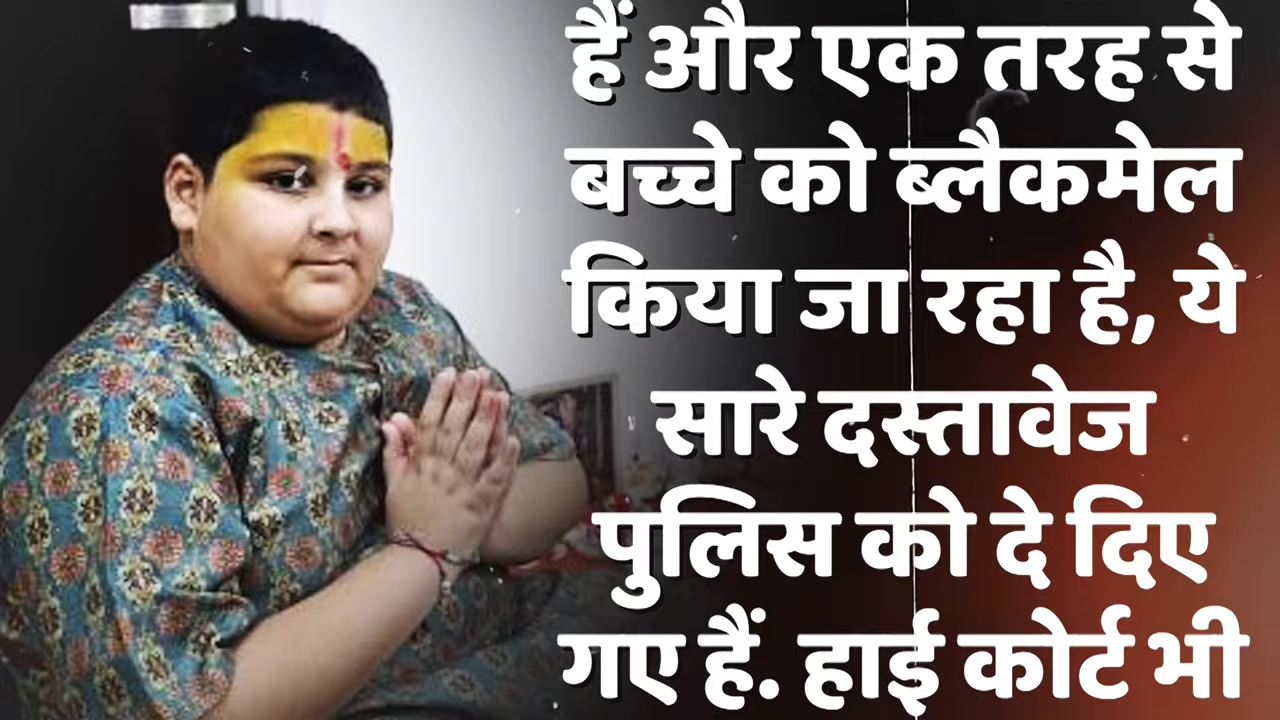 हैं और एक तरह से
बच्चे को ब्लैकमेल
किया जा रहा है, ये
सारे दस्तावेज
पुलिस को दे दिए
गए हैं. हाई कोर्ट भी